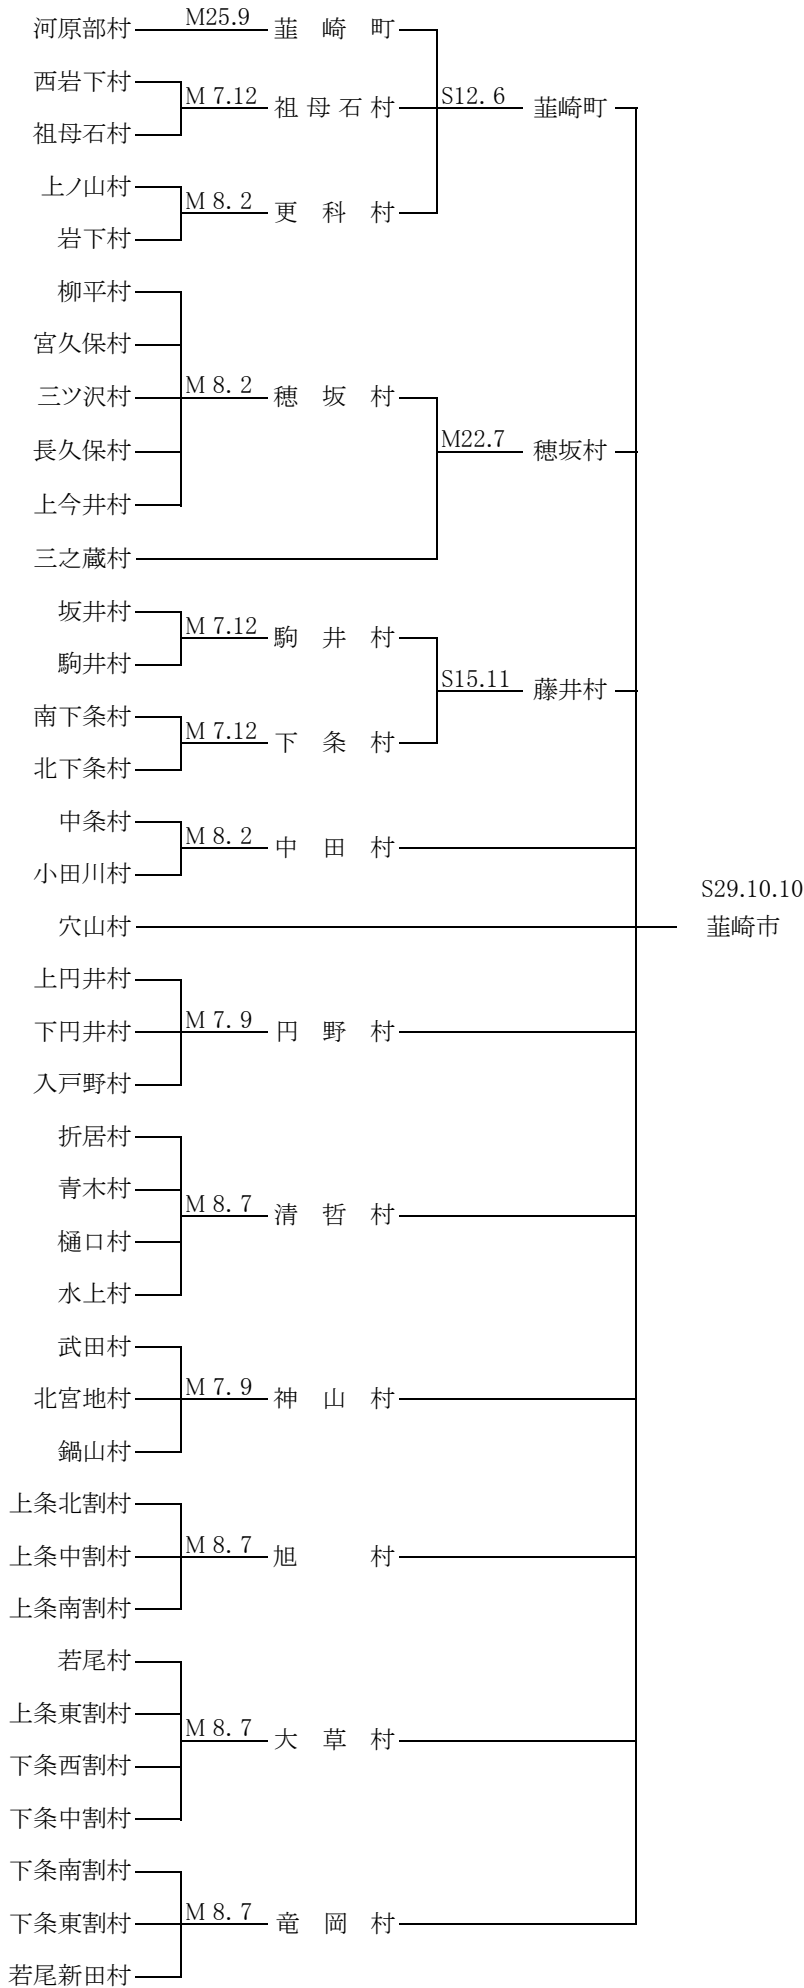 河原部村 M25.9 韮崎町
西岩下村
M 7.12 祖母石村 S12. 6 韮崎町
祖母石村
上ノ山村
M 8. 2 更科村
岩下村
柳平村
宮久保村
三ツ沢村 M 8. 2 穂坂村
長久保村 M22.7 穂坂村
上今井村
三之蔵村
坂井村
M 7.12 駒井村
駒井村
S15.11 藤井村
南下条村
M 7.12 下条村
北下条村
中条村
M 8. 2 中田村
小田川村
S29.10.10
穴山村 韮崎市
上円井村
下円井村 M 7. 9 円野村
入戸野村
折居村
青木村
M 8. 7 清哲村
樋口村
水上村
武田村
北宮地村 M 7. 9 神山村
鍋山村
上条北割村
上条中割村 M 8. 7 旭村
上条南割村
若尾村
上条東割村
M 8. 7 大草村
下条西割村
下条中割村
下条南割村
下条東割村 M 8. 7 竜岡村
若尾新田村